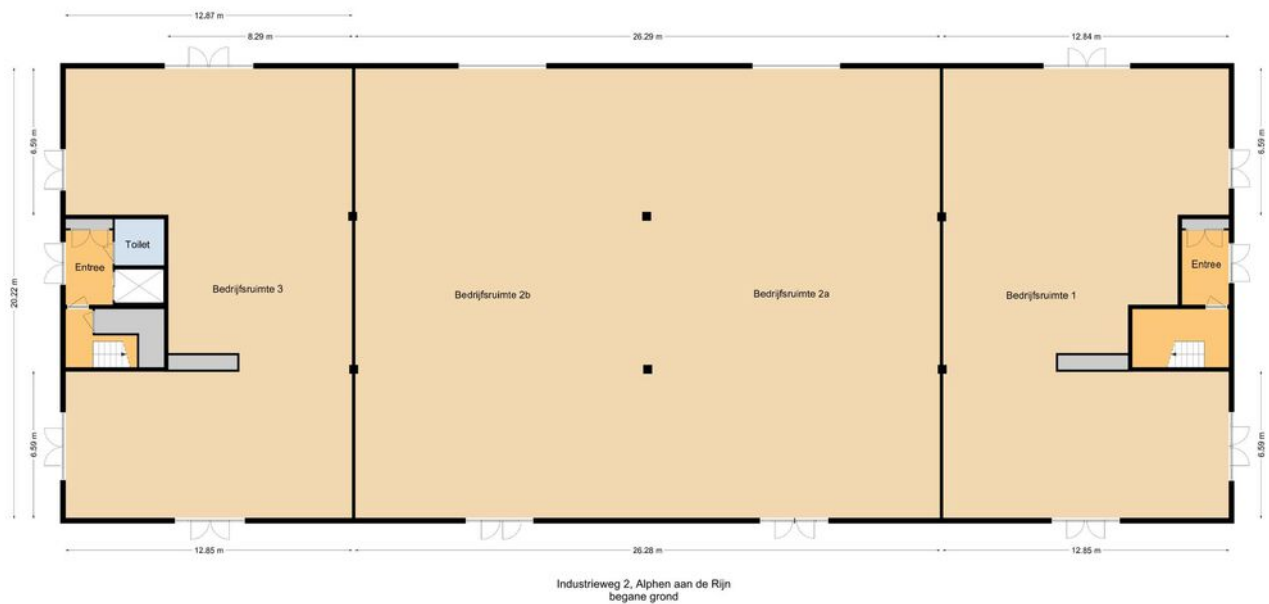 12.87 m
8.29 m
26.29 m
12.84 m
6.59 m
6.59 m
20.22 m
Toilet
Entree
Entree
Bedrijfsruimte 3
Bedrijfsruimte 2b
Bedrijfsruimte 2a
Bedrijfsruimte 1
6.59 m
6.59 m
12.85 m
26.28 m
12.85 m
Industrieweg 2, Alphen aan de Rijn
begane grond